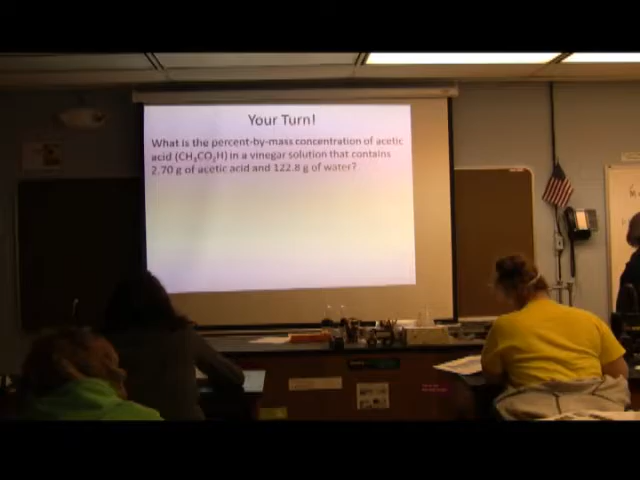 Your Turn!
What is the percent-by-mass concentration of acetic
acid (CH₃CO₂H) in a vinegar solution that contains
2.70 g of acetic acid and 122.8 g of water?